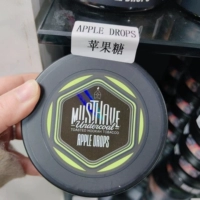 APPLE DROPS
苹果糖
MUSTHAVE
Undercoal
APPLE DROPS